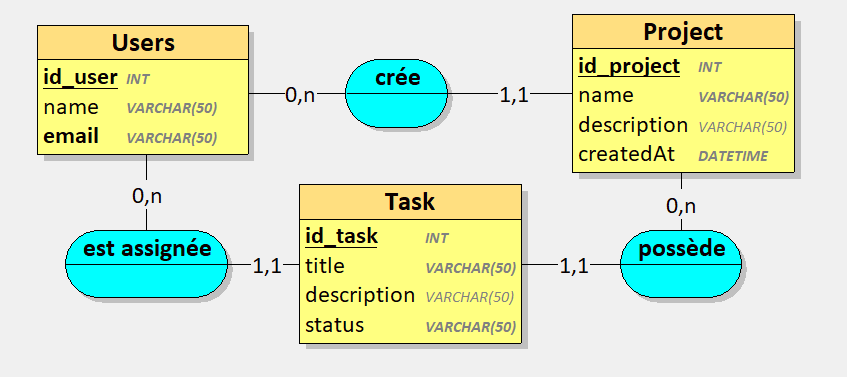 Users
id_user INT
name VARCHAR(50)
email VARCHAR(50)
0,n
crée
1,1
Project
id_project INT
name VARCHAR(50)
description VARCHAR(50)
createdAt DATETIME
0,n
est assignée
1,1
Task
id_task INT
title VARCHAR(50)
description VARCHAR(50)
status VARCHAR(50)
1,1
possède
0,n